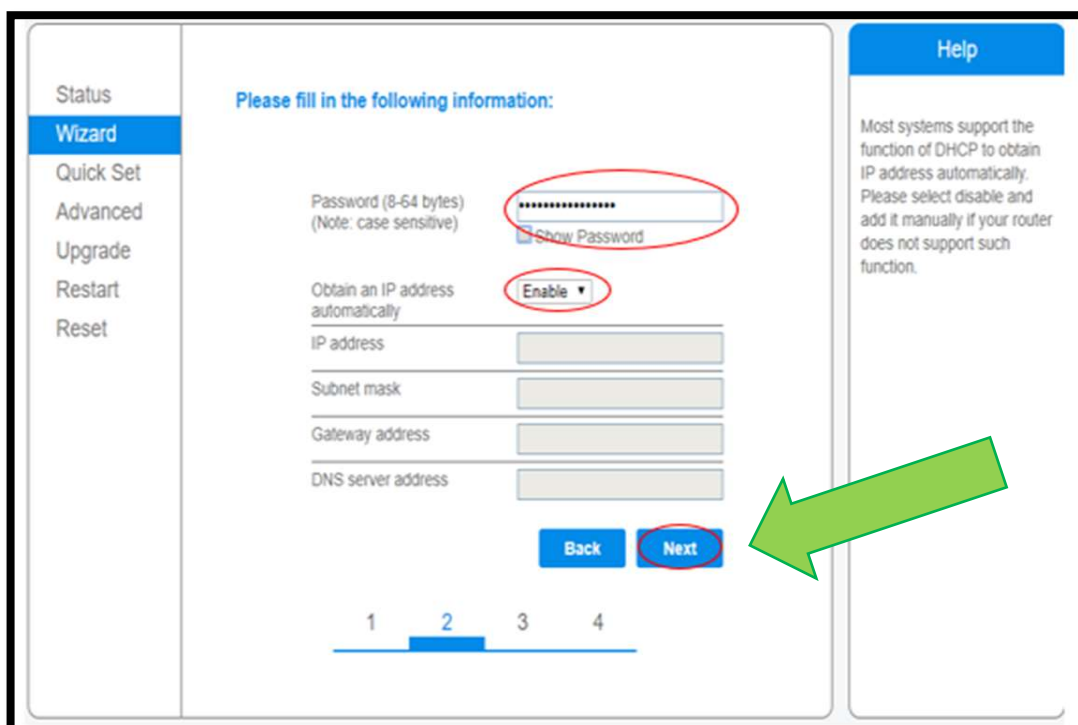 Status
Wizard
Quick Set
Advanced
Upgrade
Restart
Reset
Please fill in the following information:
Password (8-64 bytes)
(Note: case sensitive)
••••••••••••••••
Show Password
Obtain an IP address
automatically
Enable
IP address
Subnet mask
Gateway address
DNS server address
Back Next
1 2 3 4
Help
Most systems support the
function of DHCP to obtain
IP address automatically.
Please select disable and
add it manually if your router
does not support such
function.